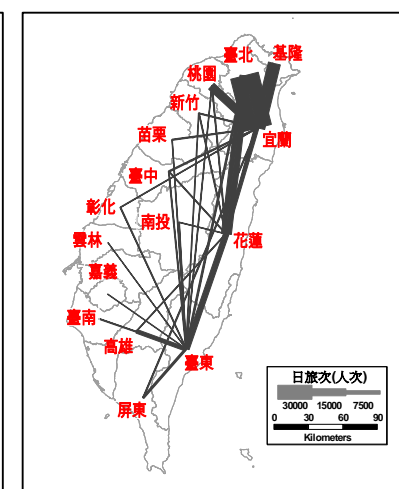 臺北
基隆
桃園
新竹
宜蘭
苗栗
臺中
彰化
南投
雲林
花蓮
嘉義
臺南
高雄
臺東
屏東
日旅次(人次)
30000 15000 7500
0 30 60 90
Kilometers